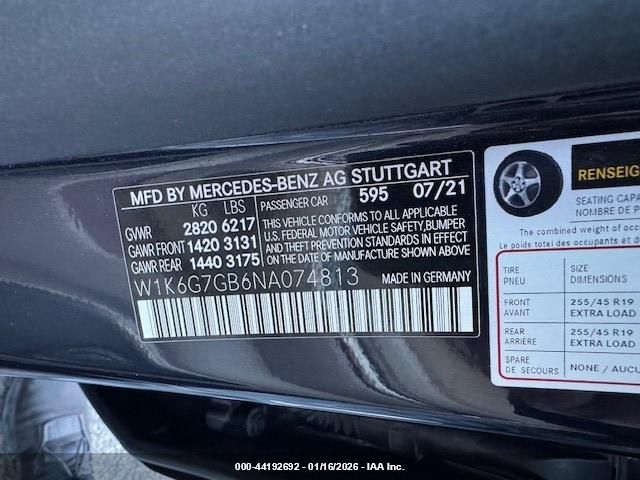 MFD BY MERCEDES-BENZ AG STUTTGART
KG LBS
GVWR 2820 6217
GAWR FRONT 1420 3131
GAWR REAR 1440 3175
PASSENGER CAR 595 07/21
THIS VEHICLE CONFORMS TO ALL APPLICABLE
U.S. FEDERAL MOTOR VEHICLE SAFETY,BUMPER
AND THEFT PREVENTION STANDARDS IN EFFECT
ON THE DATE OF MANUFACTURE SHOWN ABOVE
W1K6G7GB6NA074813
MADE IN GERMANY
RENSEIG
SEATING CAPA
NOMBRE DE P
The combined weight of
Le poids total des occupants et d
TIRE
PNEU
SIZE
DIMENSIONS
FRONT
AVANT
255/45 R19
EXTRA LOAD
REAR
ARRIÈRE
255/45 R19
EXTRA LOAD
SPARE
DE SECOURS
NONE / AUCU
000-44192692 - 01/16/2026 - IAA Inc.